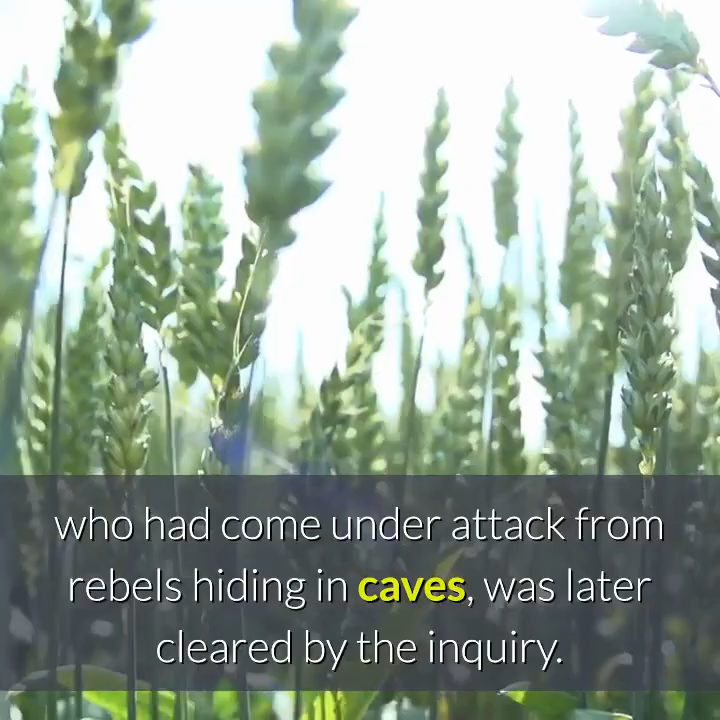 who had come under attack from
rebels hiding in caves, was later
cleared by the inquiry.